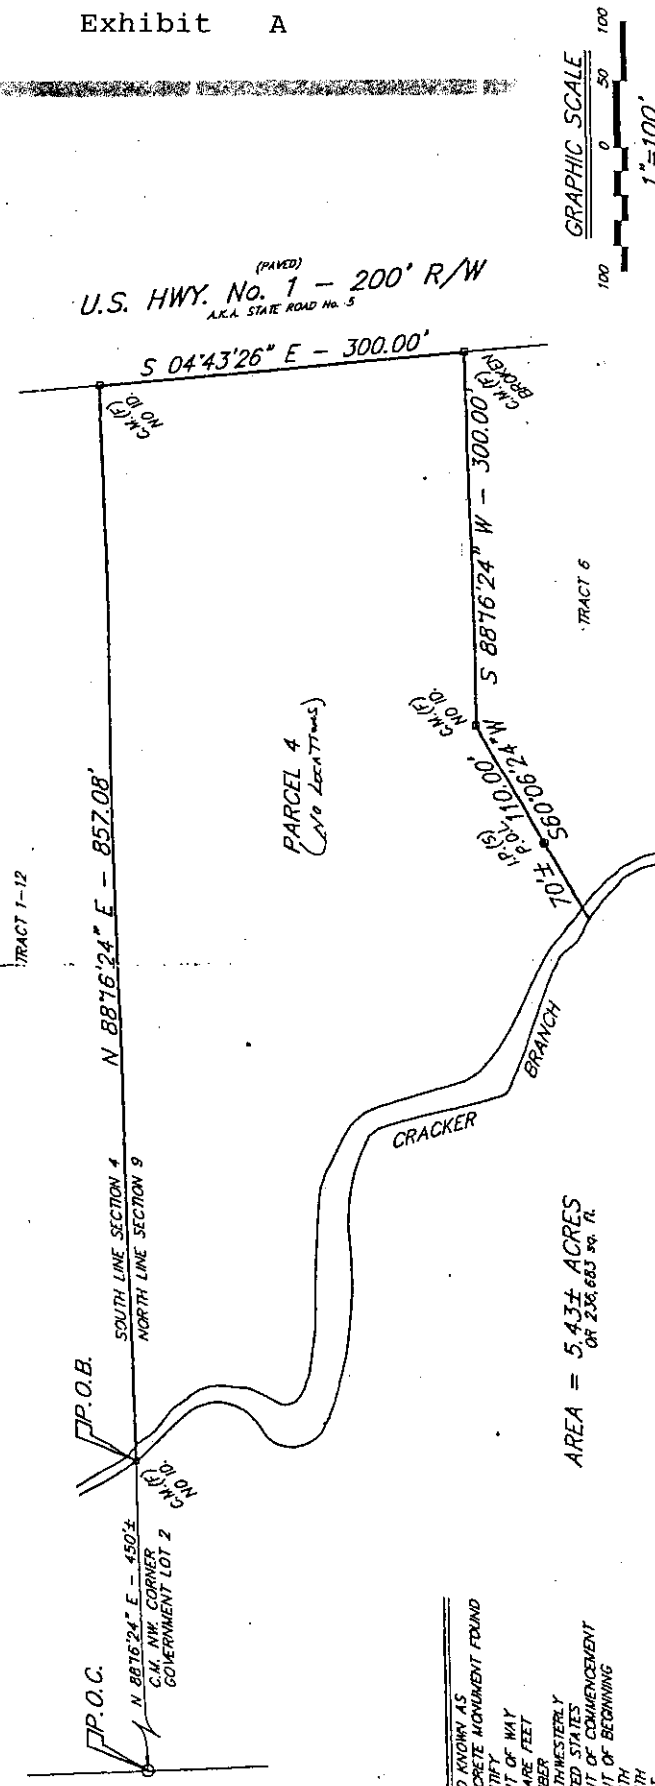 Exhibit A
GRAPHIC SCALE
100 0 50 100
1"=100'
(PAVED)
U.S. HWY. No. 1 - 200' R/W
A.K.A. STATE ROAD No. 5
S 04°43'26" E - 300.00'
C.M.(F)
NO ID.
C.M.(F)
BROKEN
S 88°16'24" W - 300.00'
TRACT 6
C.M.(F)
NO ID.
S60°06'24"W
110.00'
I.P.(S)
P.O.L.
70'±
PARCEL 4
(No Locations)
TRACT 1-12
N 88°16'24" E - 857.08'
CRACKER
BRANCH
SOUTH LINE SECTION 4
NORTH LINE SECTION 9
P.O.B.
C.M.(F)
NO ID.
AREA = 5.43± ACRES
OR 236,683 sq. ft.
P.O.C.
N 88°16'24" E - 450'±
C.M. NW. CORNER
GOVERNMENT LOT 2
KNOWN AS
CRETE MONUMENT FOUND
TIFY
T OF WAY
ARE FEET
BER
THWESTERLY
ED STATES
T OF COMMENCEMENT
T OF BEGINNING
TH
TH